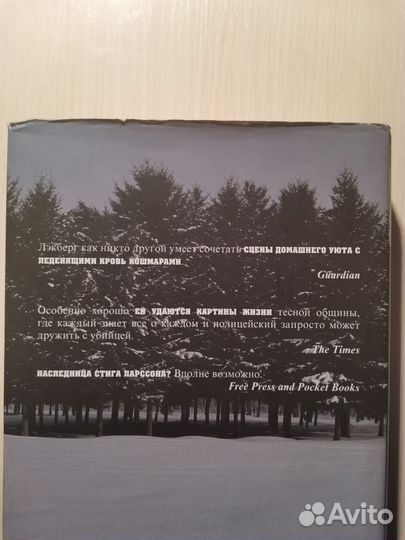 Лэкберг как никто другой умеет сочетать СЦЕНЫ ДОМАШНЕГО УЮТА С
ЛЕДЕНЯЩИМИ КРОВЬ КОШМАРАМИ.
Guardian
Особенно хорошо ЕЙ УДАЮТСЯ КАРТИНЫ ЖИЗНИ тесной общины,
где каждый знает все о каждом и полицейский запросто может
дружить с убийцей.
The Times
НАСЛЕДНИЦА СТИГА ЛАРССОНА? Вполне возможно.
Free Press and Pocket Books
Avito